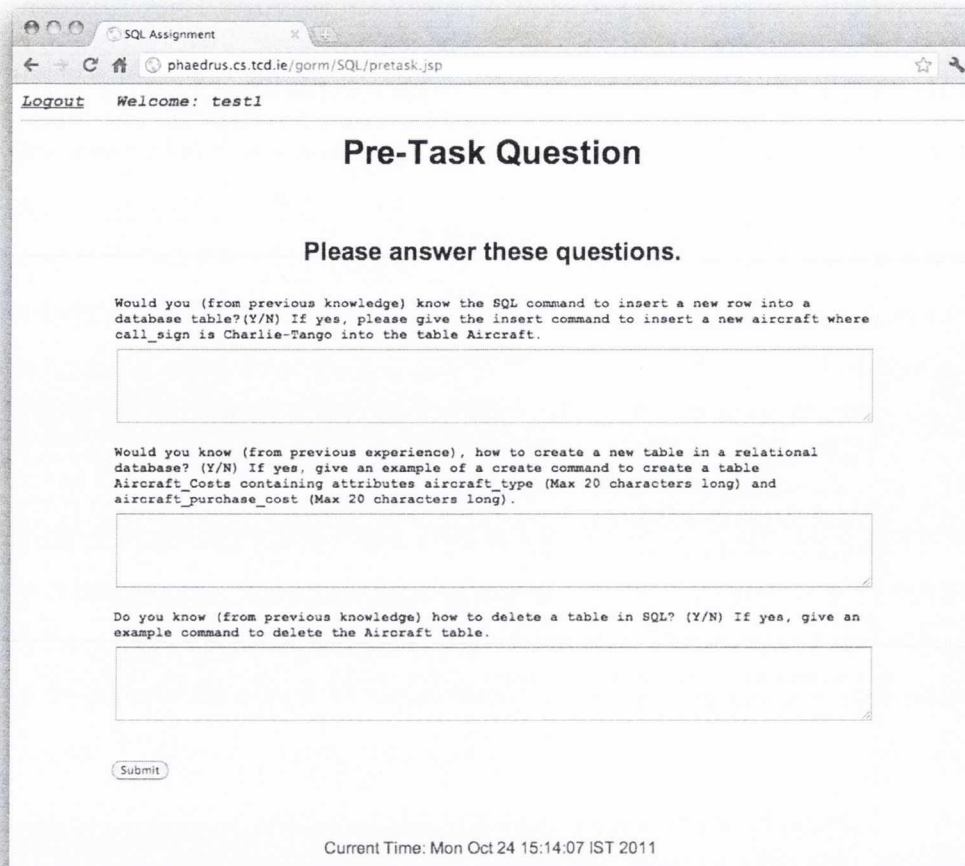 SQL Assignment
phaedrus.cs.tcd.ie/gorm/SQL/pretask.jsp
Logout Welcome: test1
Pre-Task Question
Please answer these questions.
Would you (from previous knowledge) know the SQL command to insert a new row into a
database table?(Y/N) If yes, please give the insert command to insert a new aircraft where
call_sign is Charlie-Tango into the table Aircraft.
Would you know (from previous experience), how to create a new table in a relational
database? (Y/N) If yes, give an example of a create command to create a table
Aircraft_Costs containing attributes aircraft_type (Max 20 characters long) and
aircraft_purchase_cost (Max 20 characters long).
Do you know (from previous knowledge) how to delete a table in SQL? (Y/N) If yes, give an
example command to delete the Aircraft table.
Submit
Current Time: Mon Oct 24 15:14:07 IST 2011